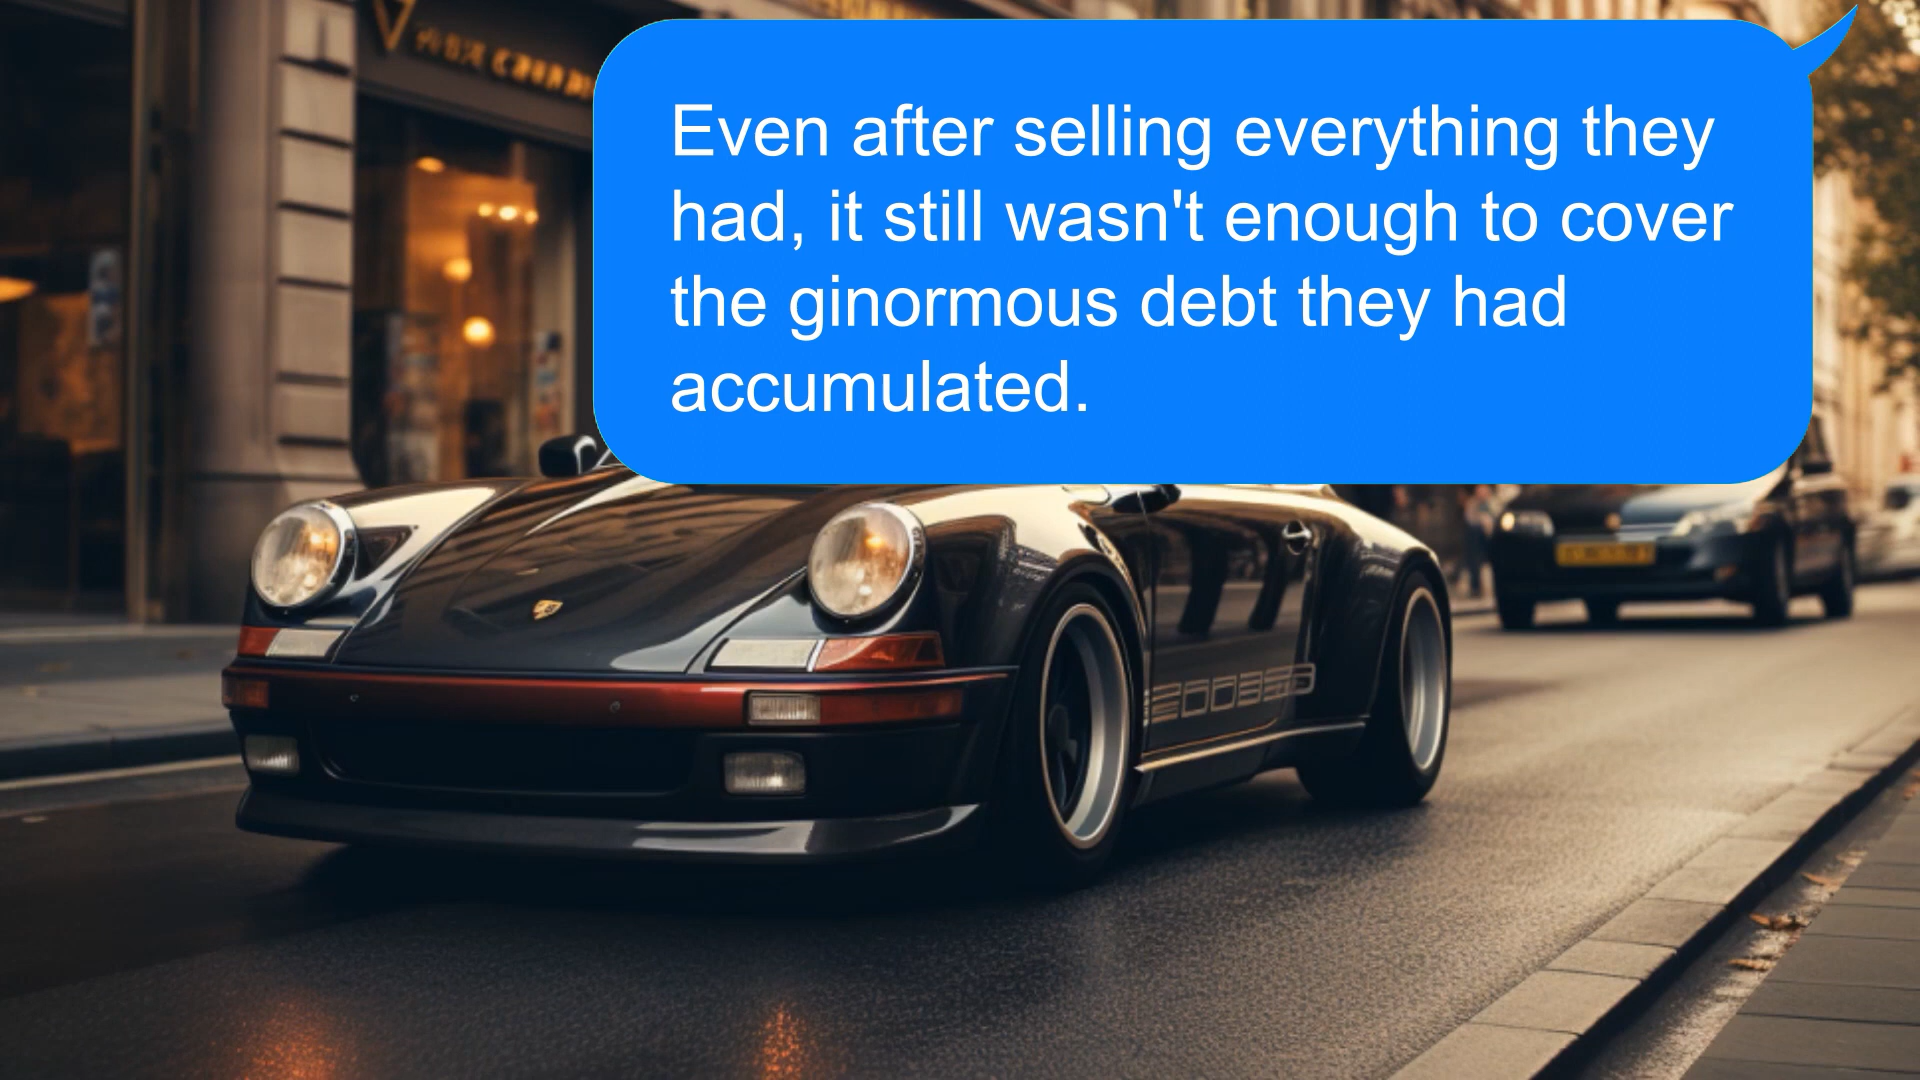 Even after selling everything they
had, it still wasn't enough to cover
the ginormous debt they had
accumulated.